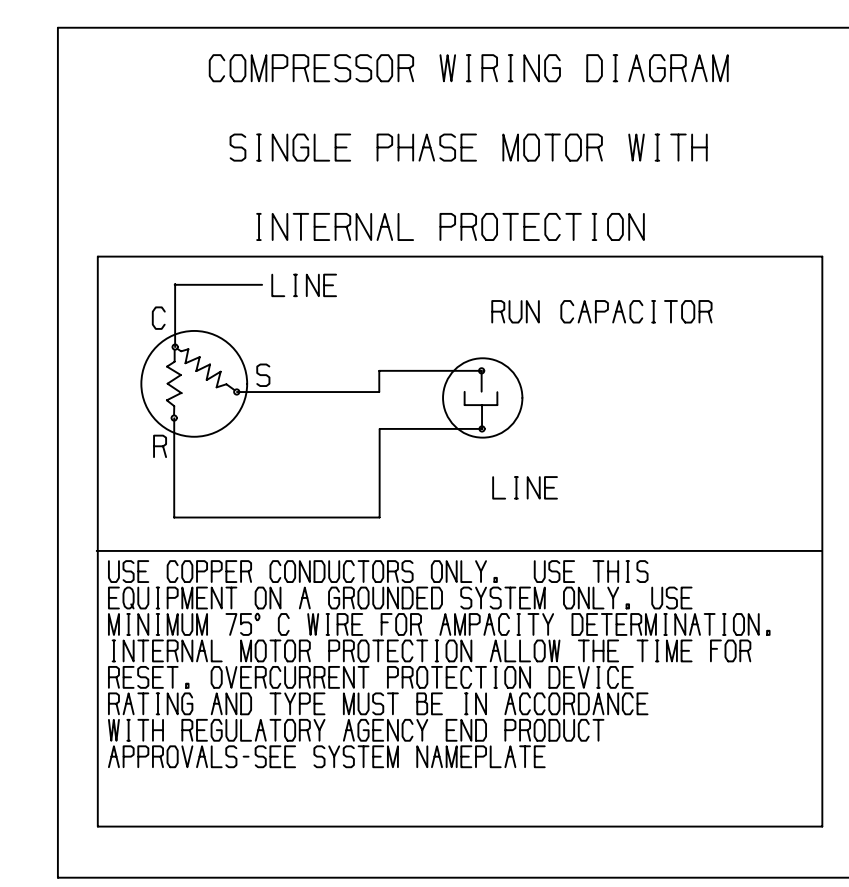 COMPRESSOR WIRING DIAGRAM
SINGLE PHASE MOTOR WITH
INTERNAL PROTECTION
LINE
C
RUN CAPACITOR
S
R
LINE
USE COPPER CONDUCTORS ONLY. USE THIS
EQUIPMENT ON A GROUNDED SYSTEM ONLY. USE
MINIMUM 75° C WIRE FOR AMPACITY DETERMINATION.
INTERNAL MOTOR PROTECTION ALLOW THE TIME FOR
RESET. OVERCURRENT PROTECTION DEVICE
RATING AND TYPE MUST BE IN ACCORDANCE
WITH REGULATORY AGENCY END PRODUCT
APPROVALS-SEE SYSTEM NAMEPLATE